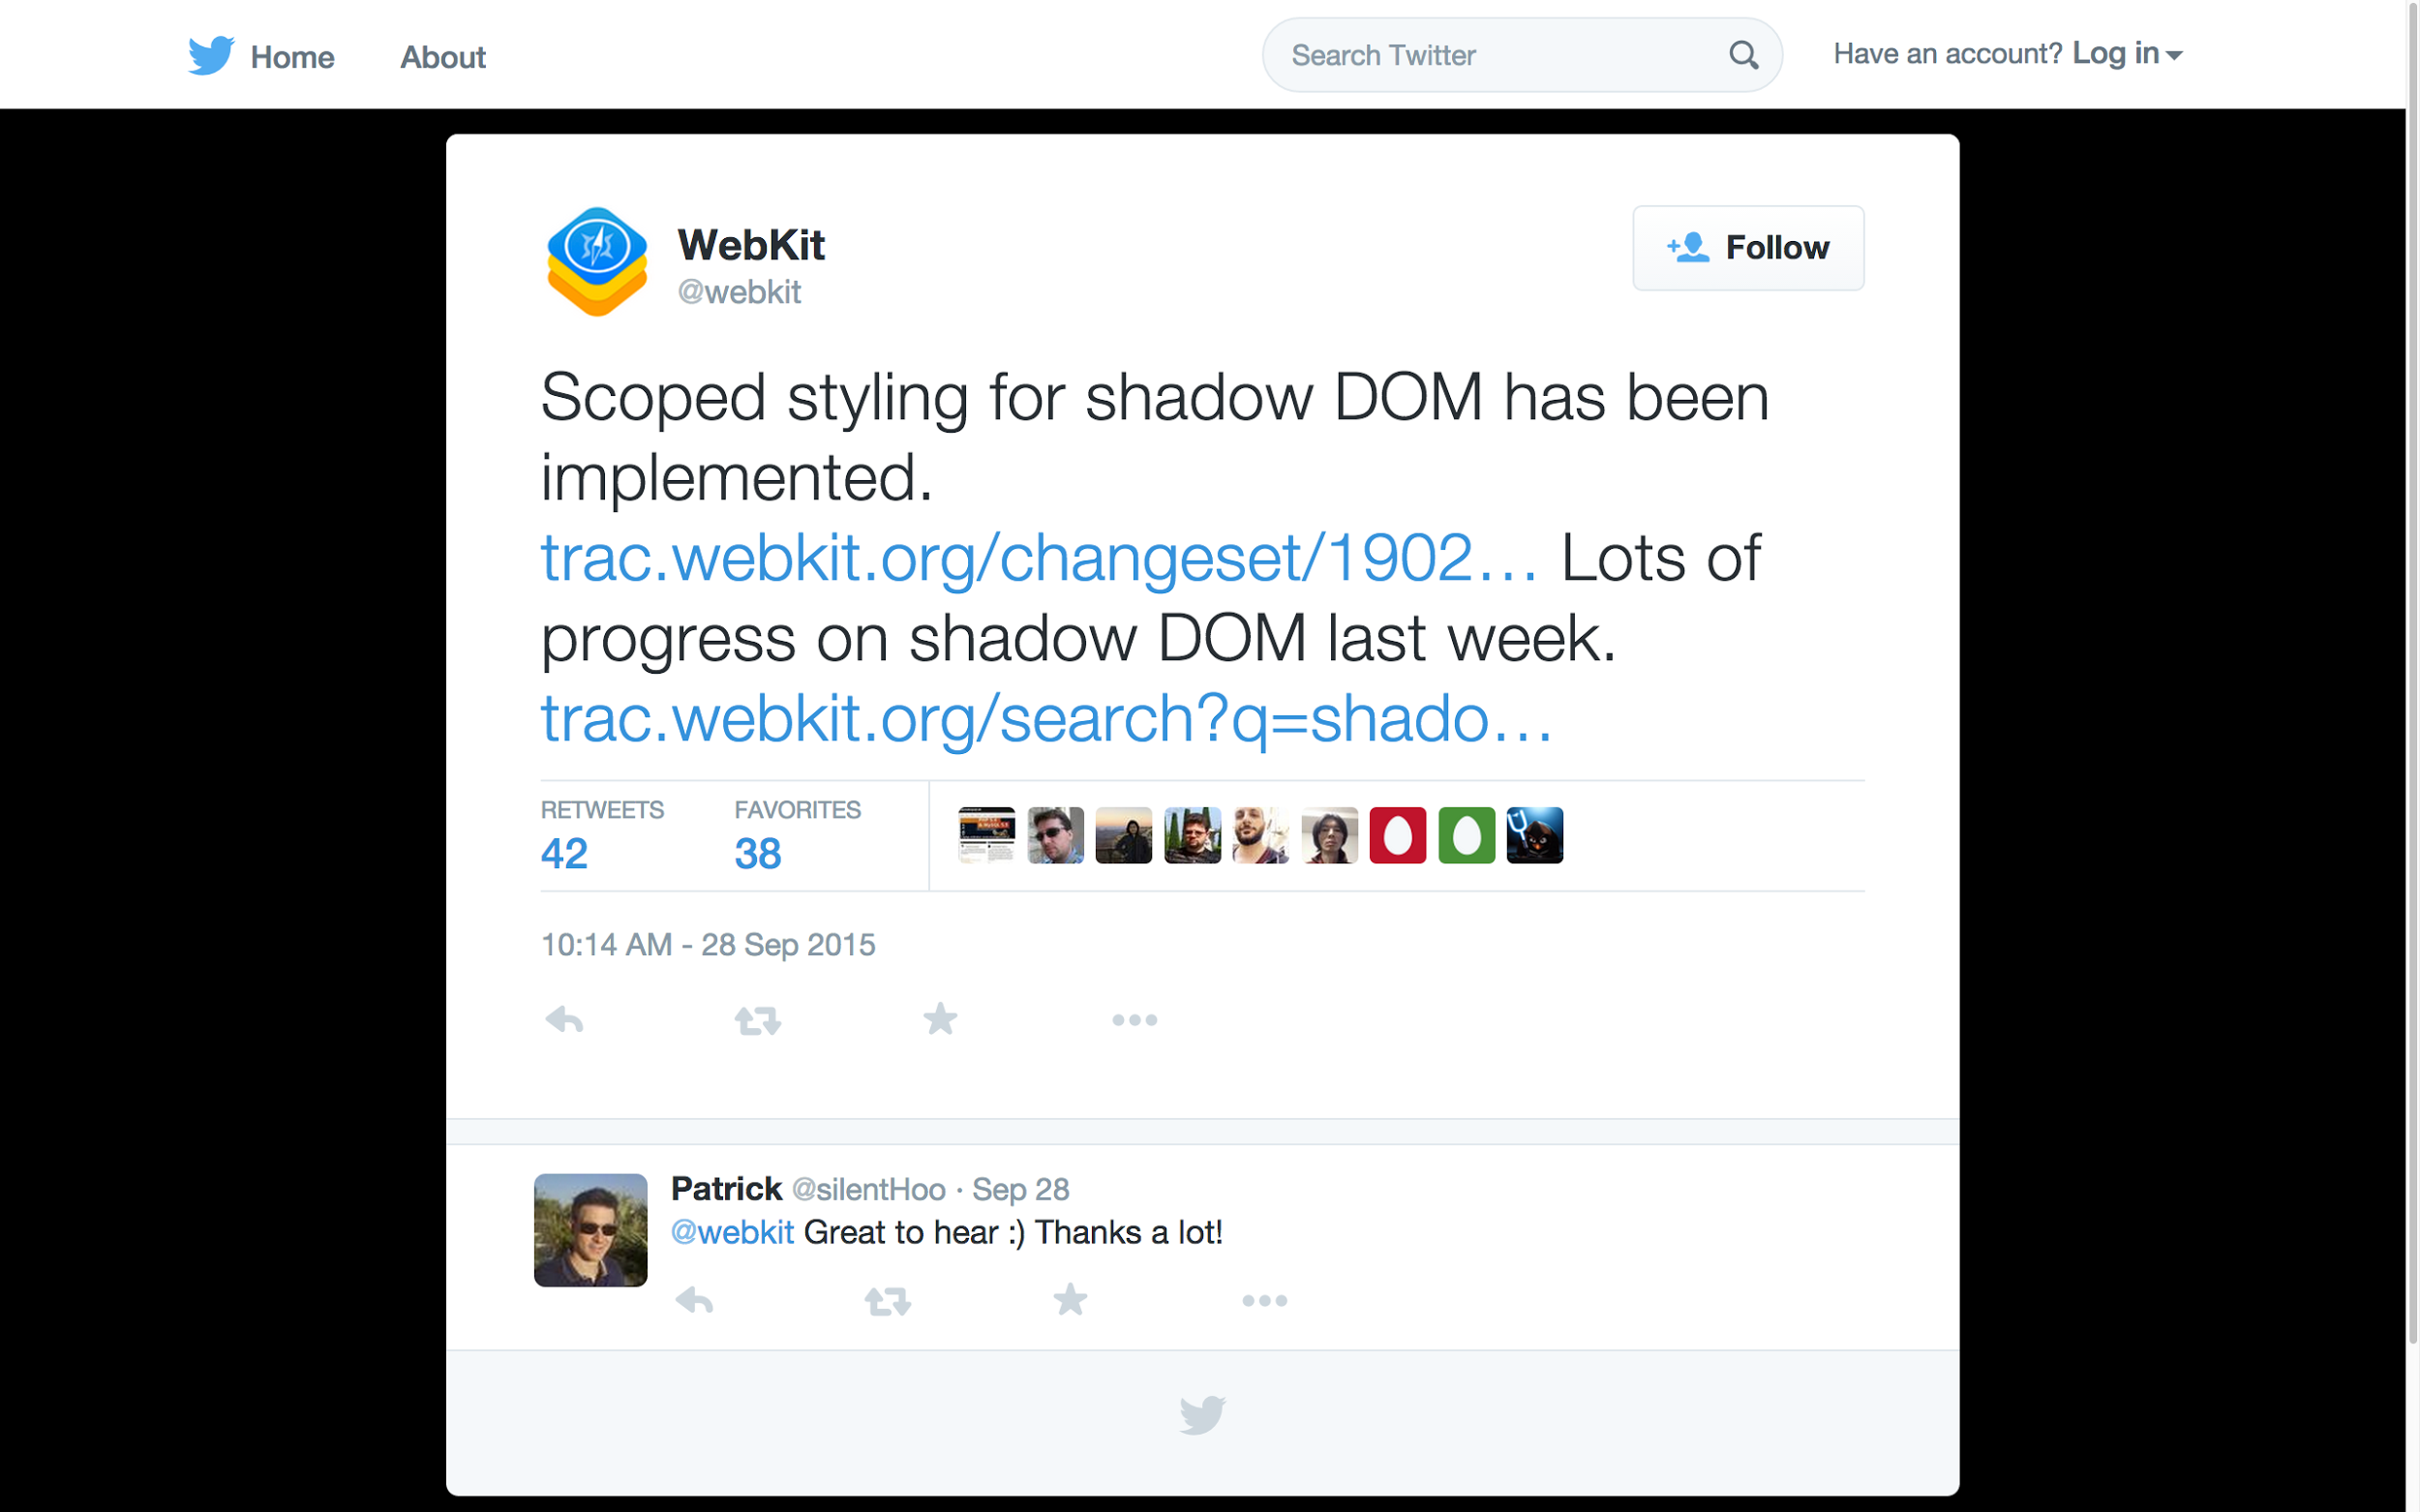 Home
About
Search Twitter
Have an account? Log in
WebKit
@webkit
Follow
Scoped styling for shadow DOM has been
implemented.
trac.webkit.org/changeset/1902… Lots of
progress on shadow DOM last week.
trac.webkit.org/search?q=shado…
RETWEETS
42
FAVORITES
38
10:14 AM - 28 Sep 2015
Patrick @silentHoo · Sep 28
@webkit Great to hear :) Thanks a lot!